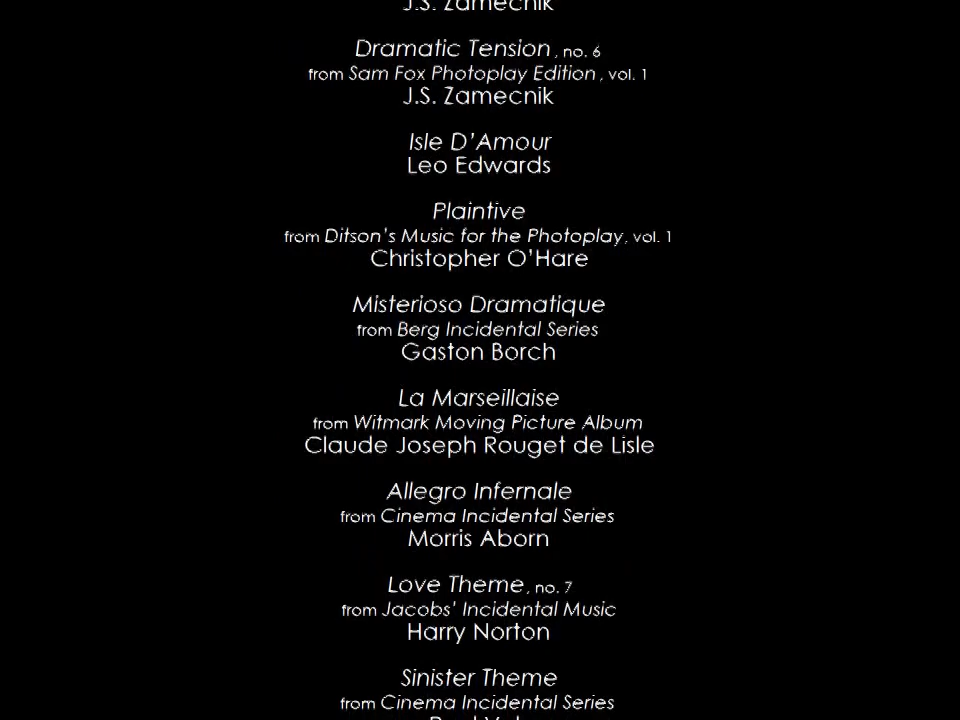 J.S. Zamecnik
Dramatic Tension, no. 6
from Sam Fox Photoplay Edition, vol. 1
J.S. Zamecnik
Isle D’Amour
Leo Edwards
Plaintive
from Ditson’s Music for the Photoplay, vol. 1
Christopher O’Hare
Misterioso Dramatique
from Berg Incidental Series
Gaston Borch
La Marseillaise
from Witmark Moving Picture Album
Claude Joseph Rouget de Lisle
Allegro Infernale
from Cinema Incidental Series
Morris Aborn
Love Theme, no. 7
from Jacobs’ Incidental Music
Harry Norton
Sinister Theme
from Cinema Incidental Series